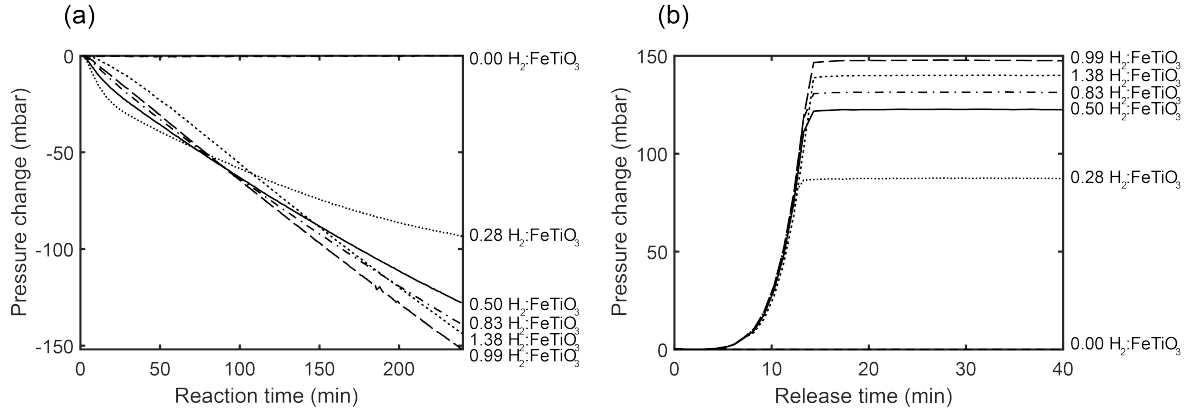 (a)
0
-50
-100
-150
0
50
100
150
200
Pressure change (mbar)
Reaction time (min)
0.00 H2:FeTiO3
0.28 H2:FeTiO3
0.50 H2:FeTiO3
0.83 H2:FeTiO3
1.38 H2:FeTiO3
0.99 H2:FeTiO3
(b)
150
100
50
0
0
10
20
30
40
Pressure change (mbar)
Release time (min)
0.99 H2:FeTiO3
1.38 H2:FeTiO3
0.83 H2:FeTiO3
0.50 H2:FeTiO3
0.28 H2:FeTiO3
0.00 H2:FeTiO3